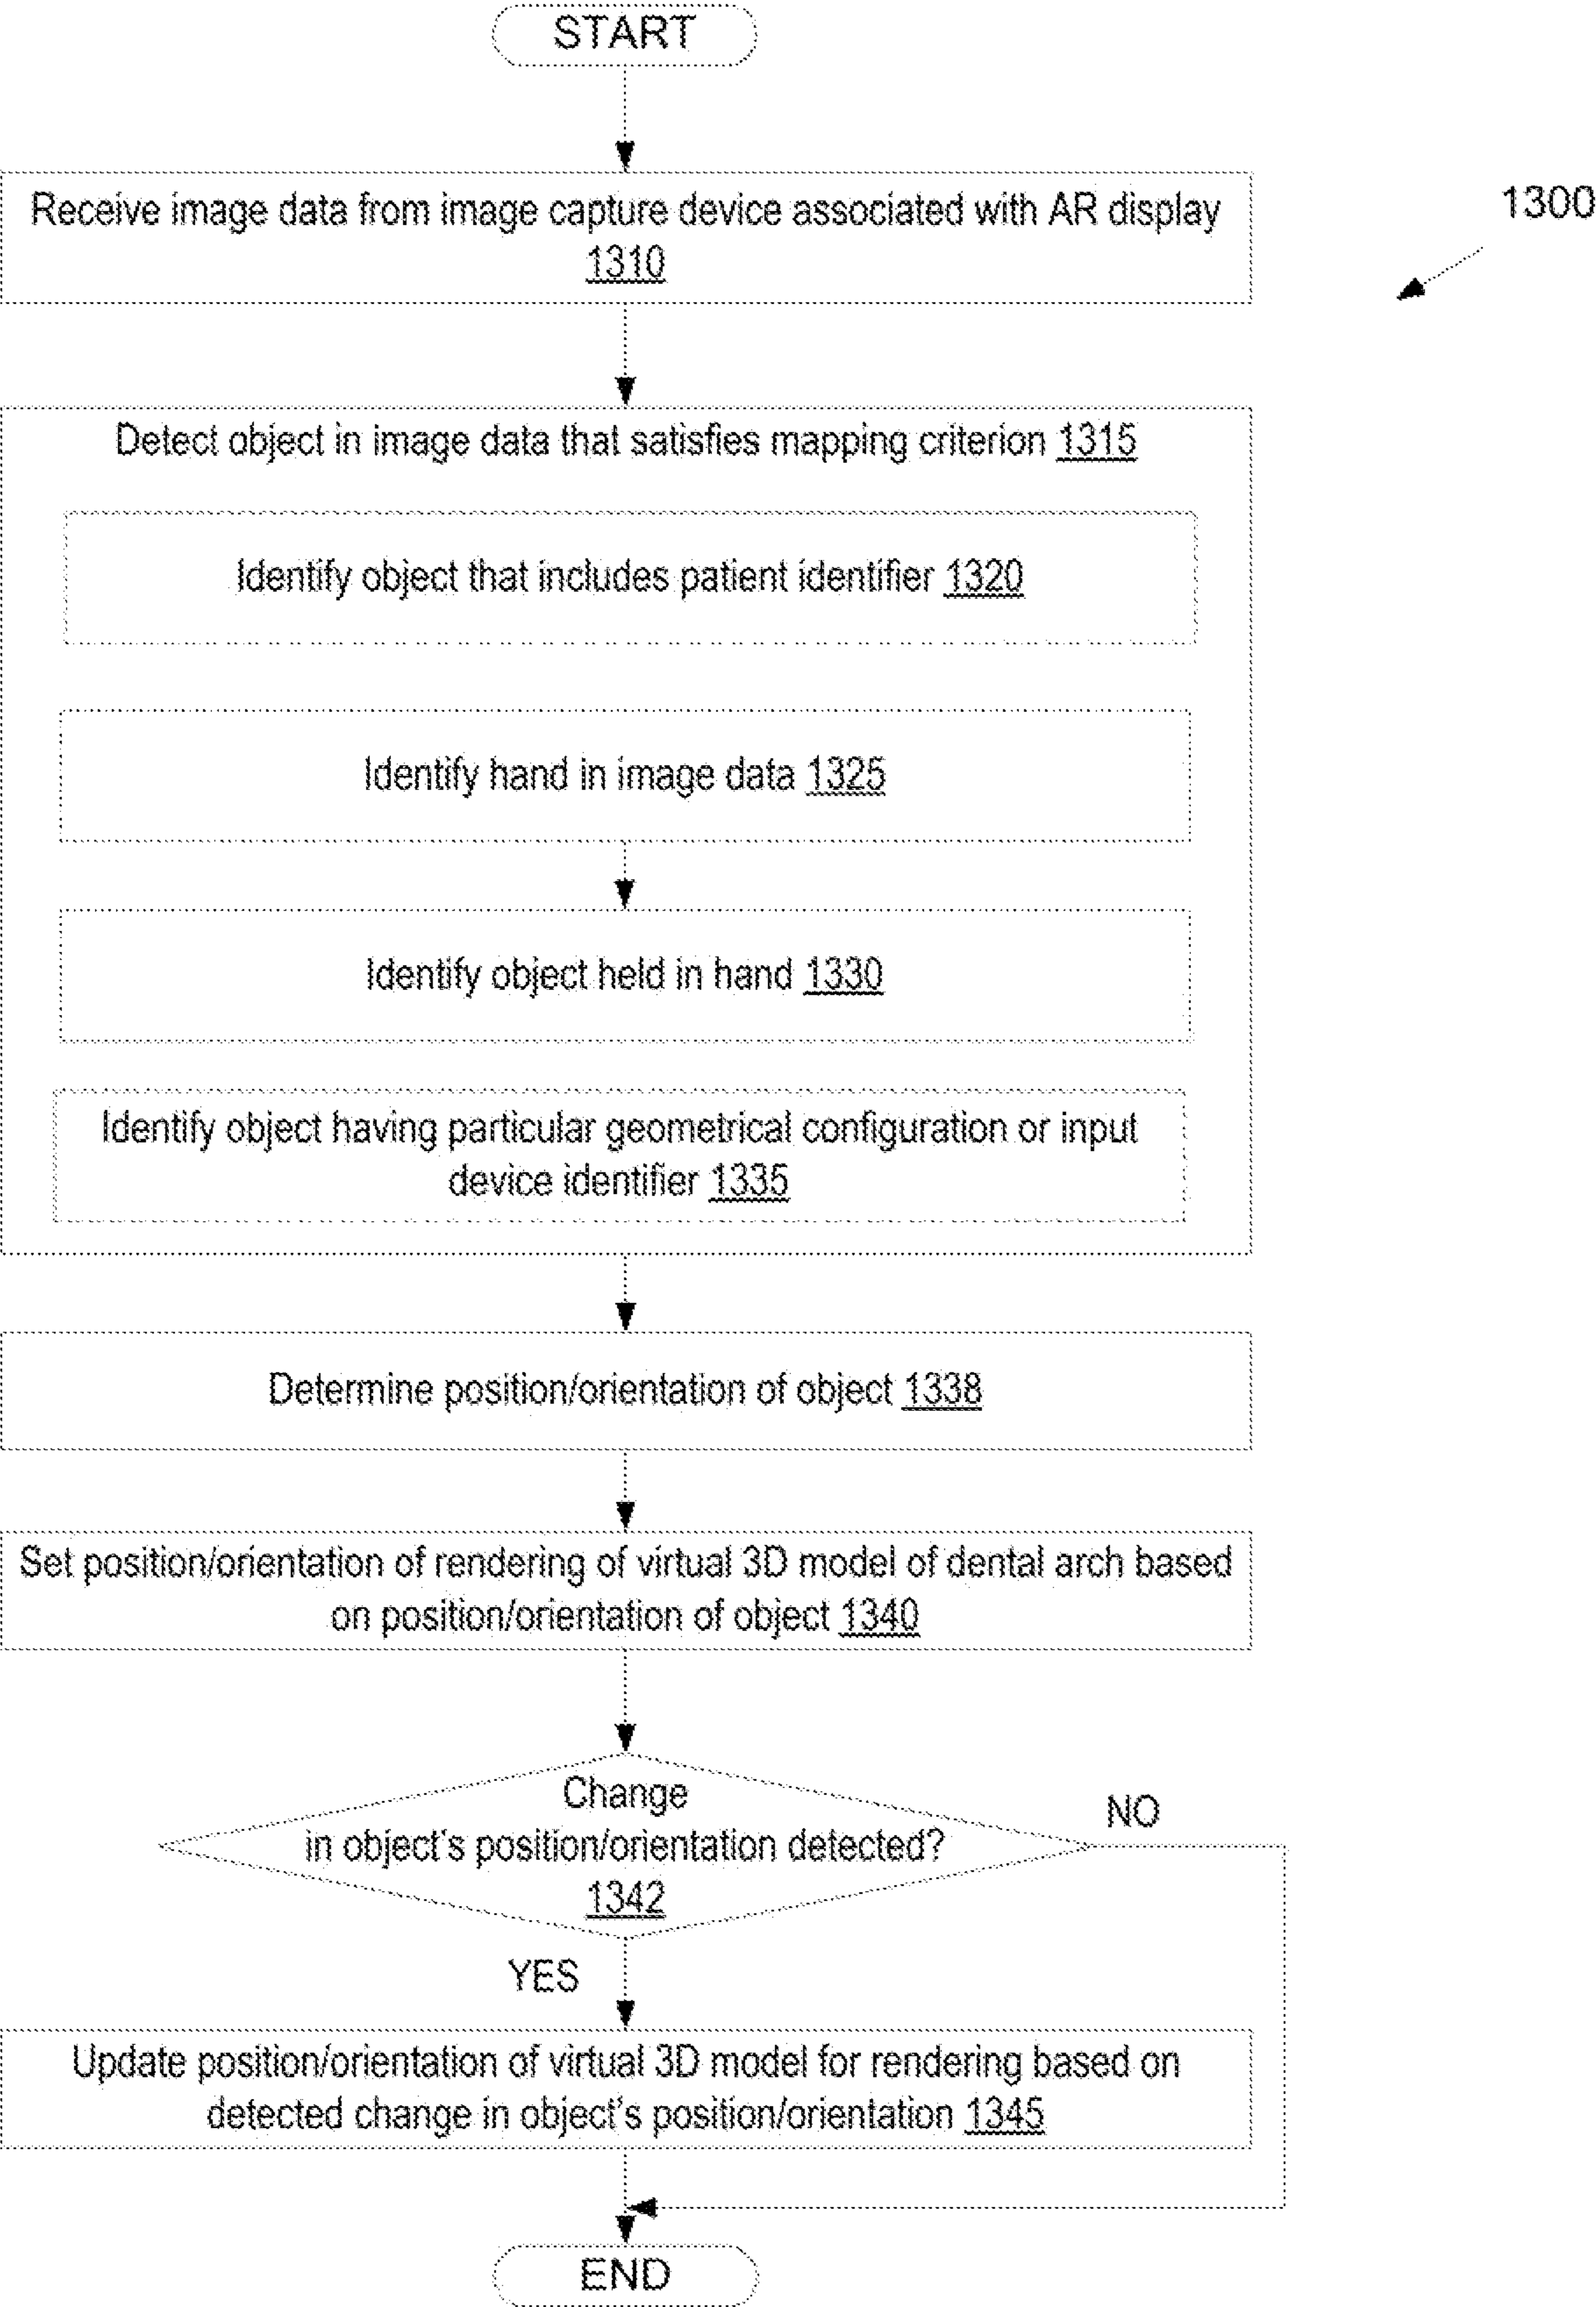 START
Receive image data from image capture device associated with AR display
1310
1300
Detect object in image data that satisfies mapping criterion 1315
Identify object that includes patient identifier 1320
Identify hand in image data 1325
Identify object held in hand 1330
Identify object having particular geometrical configuration or input
device identifier 1335
Determine position/orientation of object 1338
Set position/orientation of rendering of virtual 3D model of dental arch based
on position/orientation of object 1340
Change
in object's position/orientation detected?
1342
NO
YES
Update position/orientation of virtual 3D model for rendering based on
detected change in object's position/orientation 1345
END